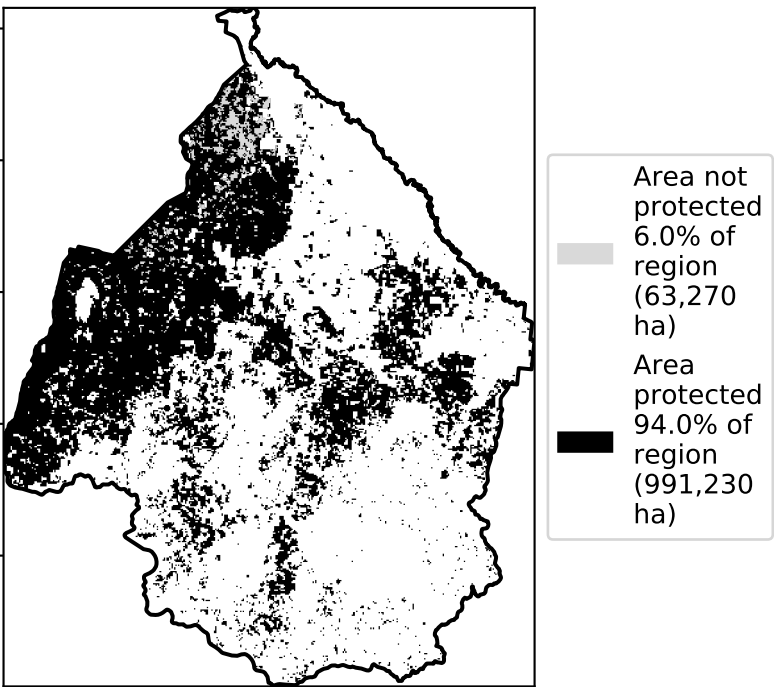 Area not
protected
6.0% of
region
(63,270
ha)
Area
protected
94.0% of
region
(991,230
ha)